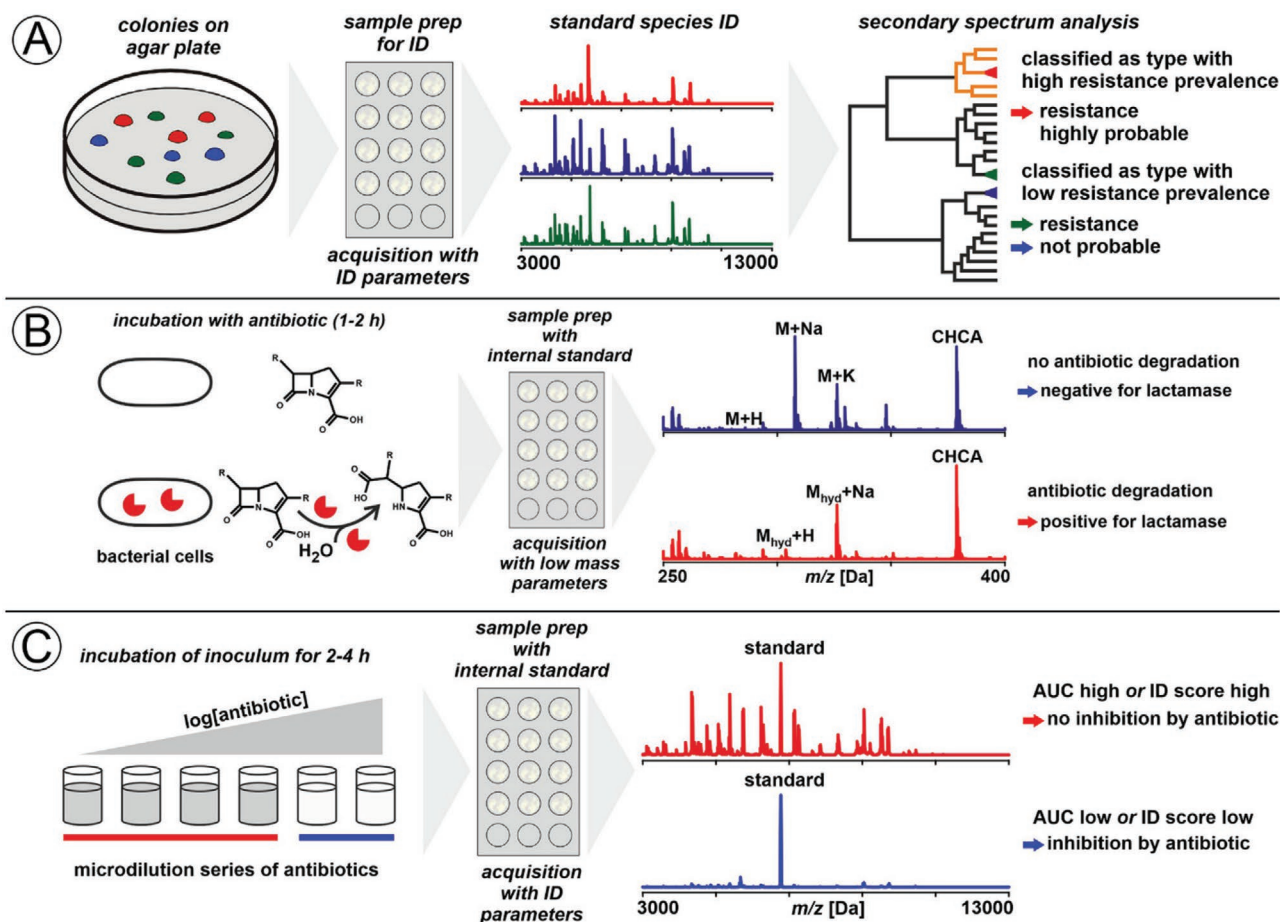 A
colonies on
agar plate
sample prep
for ID
acquisition with
ID parameters
standard species ID
3000
13000
secondary spectrum analysis
classified as type with
high resistance prevalence
resistance
highly probable
classified as type with
low resistance prevalence
resistance
not probable
B
incubation with antibiotic (1-2 h)
R
R
N
O
O
OH
R
R
N
O
O
OH
H2O
R
O
HO
HN
R
O
OH
bacterial cells
sample prep
with
internal standard
acquisition
with low mass
parameters
M+H
M+Na
M+K
CHCA
no antibiotic degradation
negative for lactamase
Mhyd+H
Mhyd+Na
CHCA
antibiotic degradation
positive for lactamase
250
m/z [Da]
400
C
incubation of inoculum for 2-4 h
log[antibiotic]
microdilution series of antibiotics
sample prep
with
internal standard
acquisition
with ID
parameters
standard
AUC high or ID score high
no inhibition by antibiotic
standard
AUC low or ID score low
inhibition by antibiotic
3000
m/z [Da]
13000